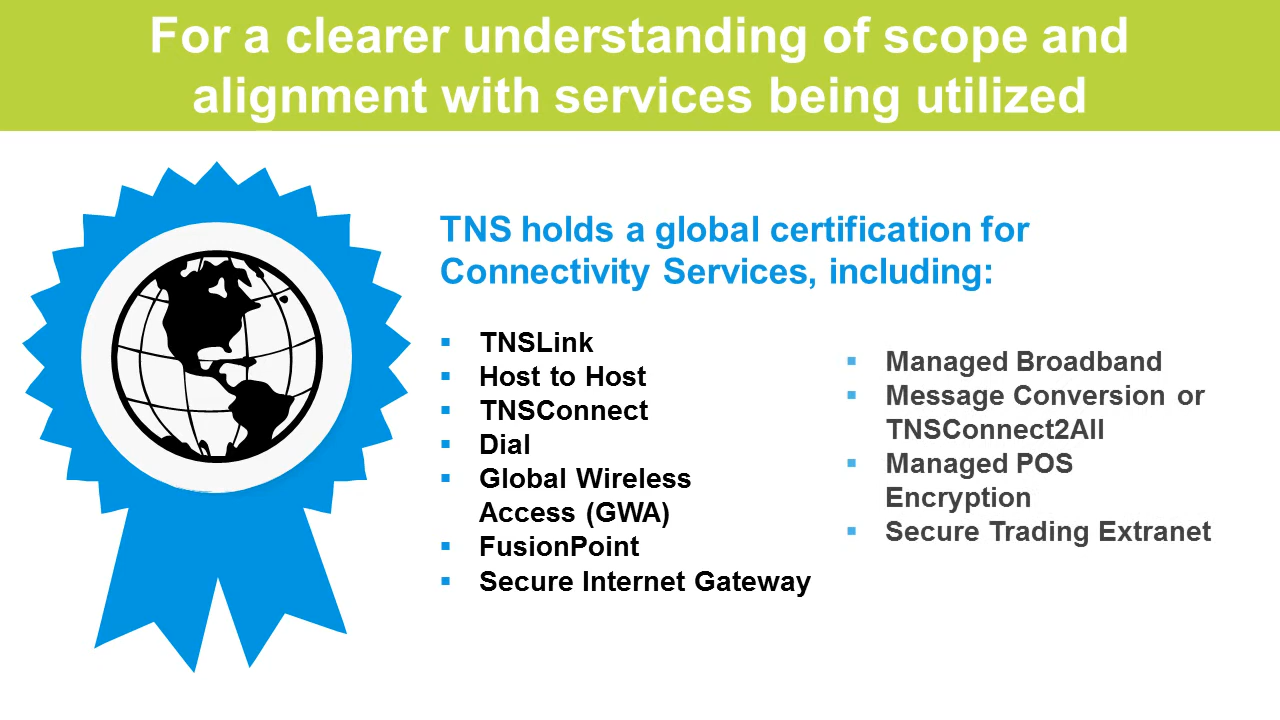 For a clearer understanding of scope and
alignment with services being utilized
TNS holds a global certification for
Connectivity Services, including:
▪ TNSLink
▪ Host to Host
▪ TNSConnect
▪ Dial
▪ Global Wireless
Access (GWA)
▪ FusionPoint
▪ Secure Internet Gateway
▪ Managed Broadband
▪ Message Conversion or
TNSConnect2All
▪ Managed POS
Encryption
▪ Secure Trading Extranet